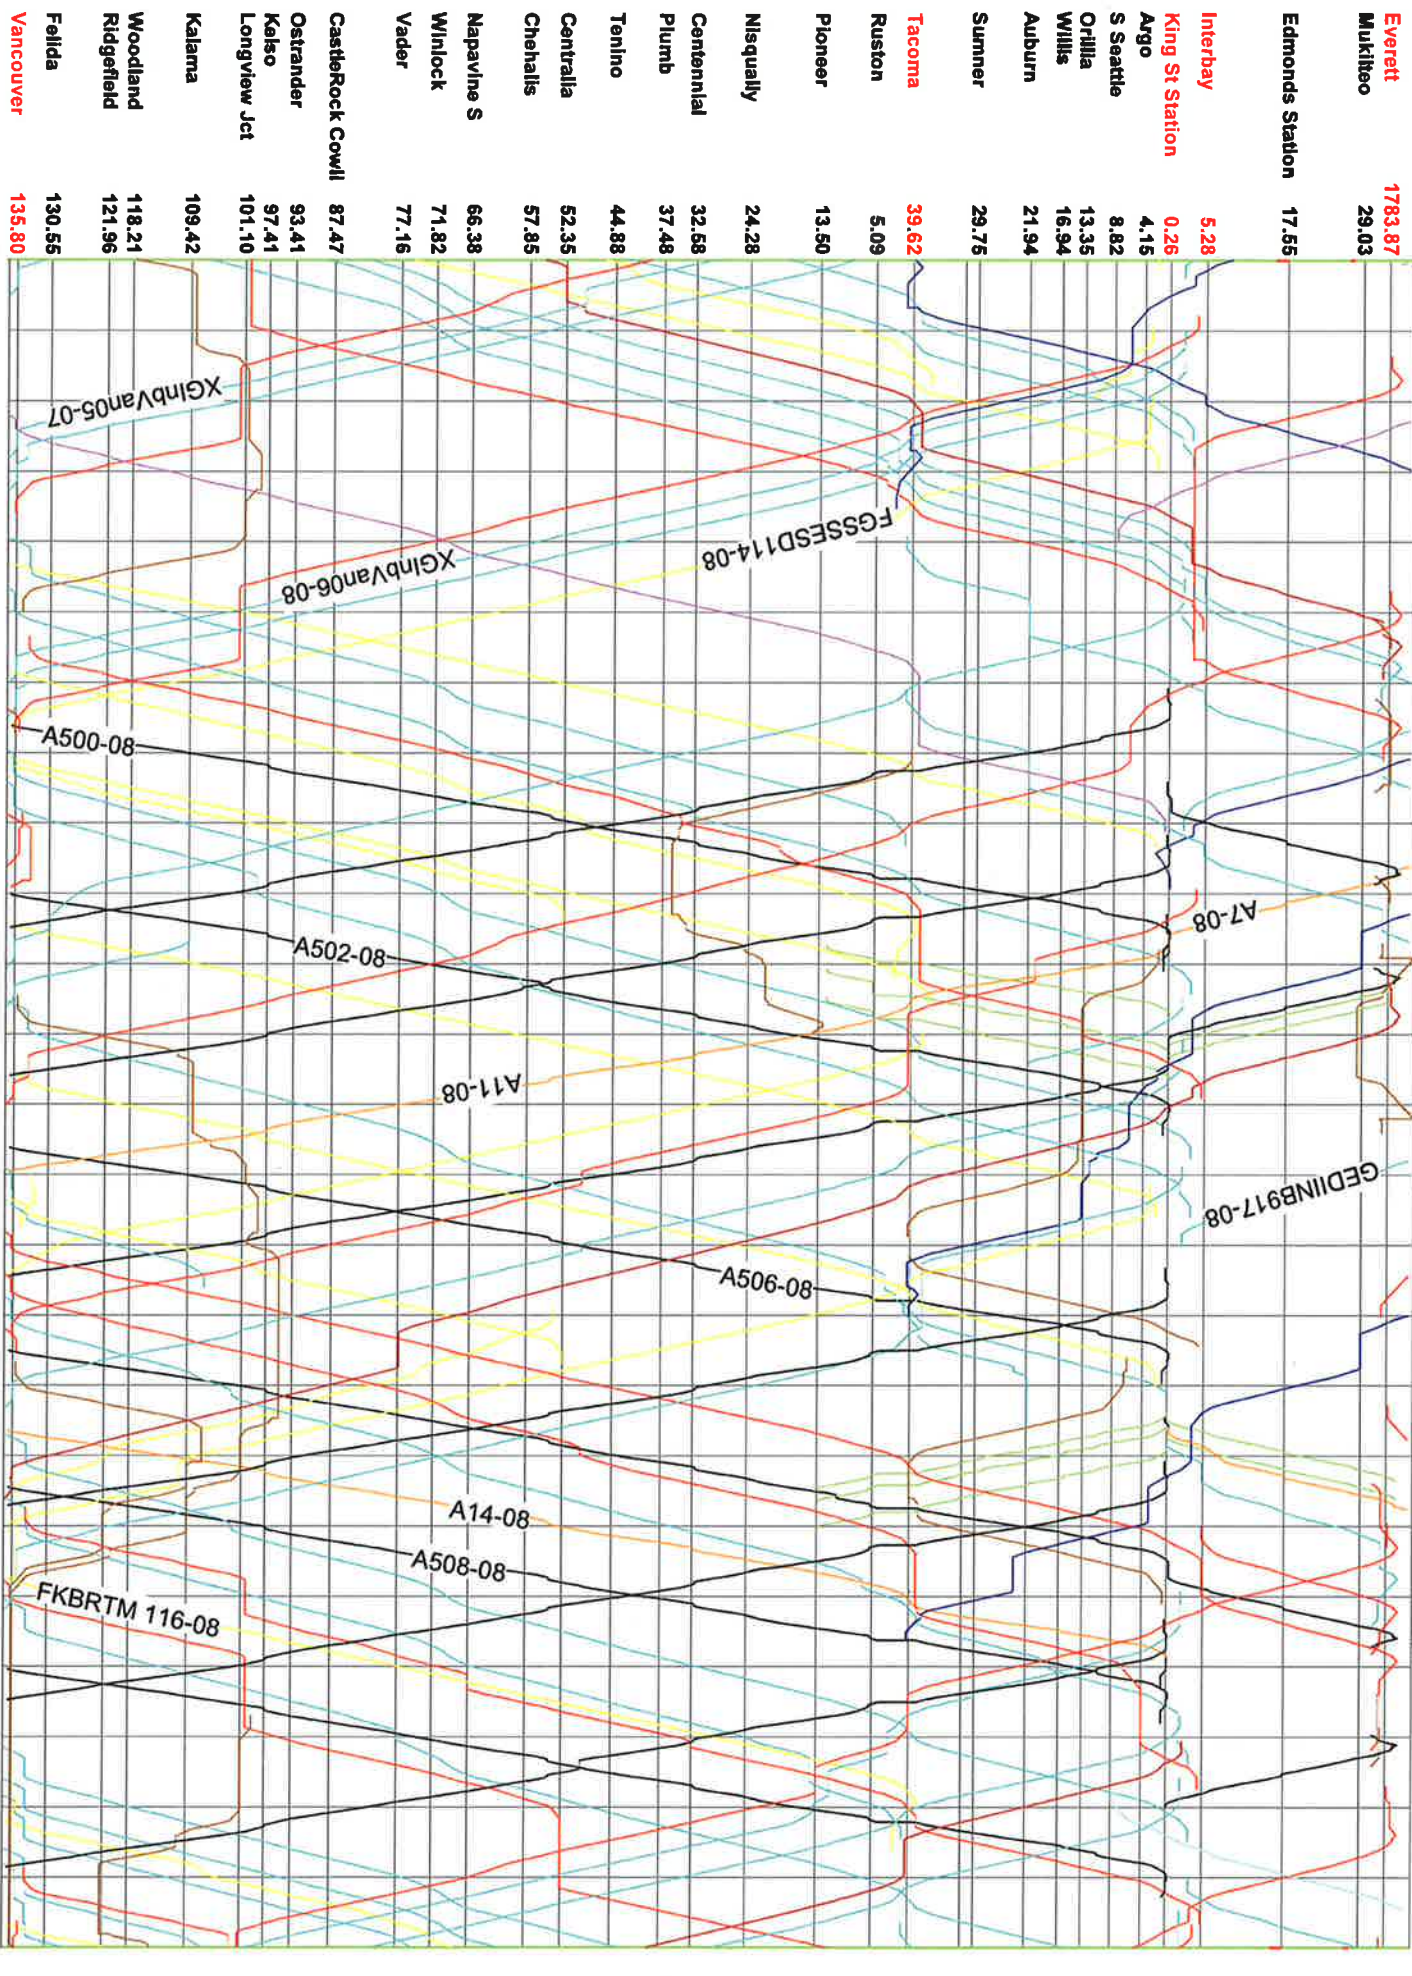 Everett 1783.87
Mukilteo 29.03
Edmonds Station 17.55
Interbay 5.28
King St Station 0.26
Argo 4.15
S Seattle 8.82
Orillia 13.35
Willis 16.94
Auburn 21.94
Sumner 29.75
Tacoma 39.62
Ruston 5.09
Pioneer 13.50
Nisqually 24.28
Centennial 32.58
Plumb 37.48
Tenino 44.88
Centralia 52.35
Chehalis 57.85
Napavine S 66.38
Winlock 71.82
Vader 77.16
CastleRock Cowli 87.47
Ostrander 93.41
Kelso 97.41
Longview Jct 101.10
Kalama 109.42
Woodland 118.21
Ridgefield 121.96
Felida 130.55
Vancouver 135.80
XGInbVan05-07
FGSSESD114-08
XGInbVan06-08
A500-08
A7-08
A502-08
A11-08
GEDIINB917-08
A506-08
A14-08
A508-08
FKBRTM 116-08